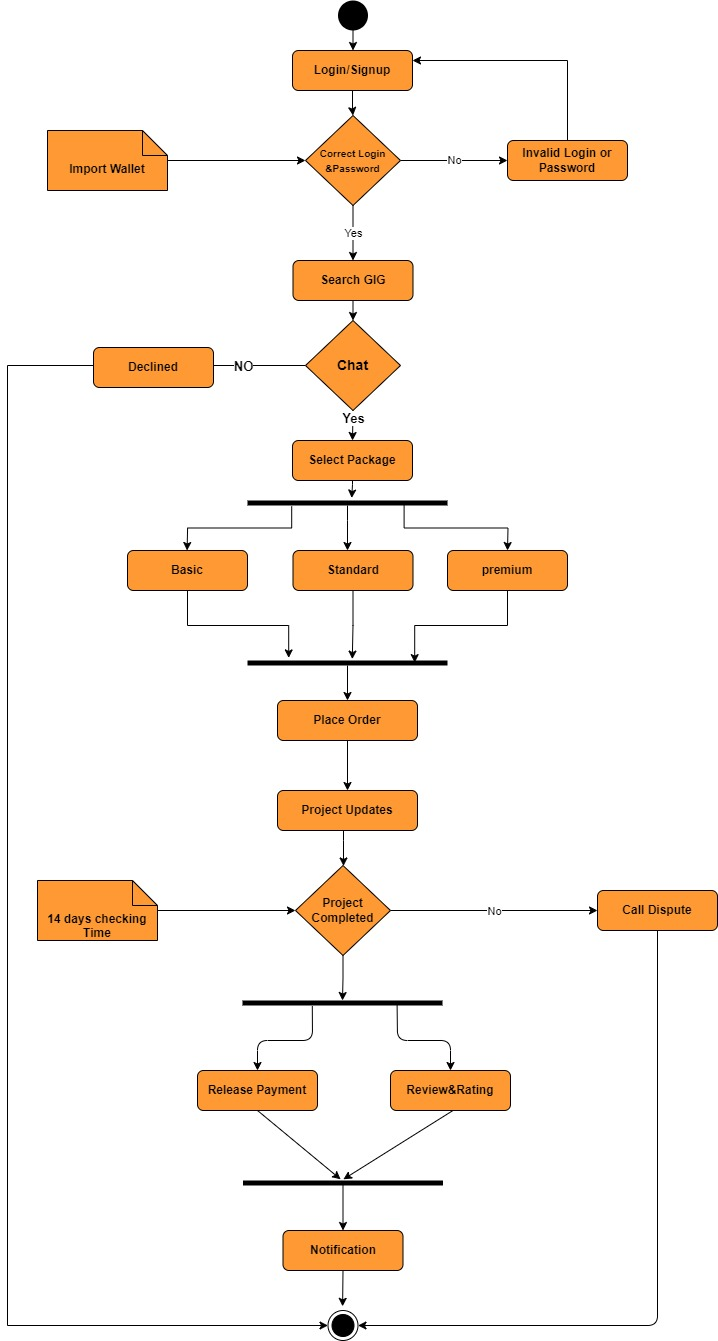 Login/Signup
Correct Login
&Password
Import Wallet
No
Invalid Login or
Password
Yes
Search GIG
Chat
NO
Declined
Yes
Select Package
Basic
Standard
premium
Place Order
Project Updates
Project
Completed
14 days checking
Time
No
Call Dispute
Release Payment
Review&Rating
Notification